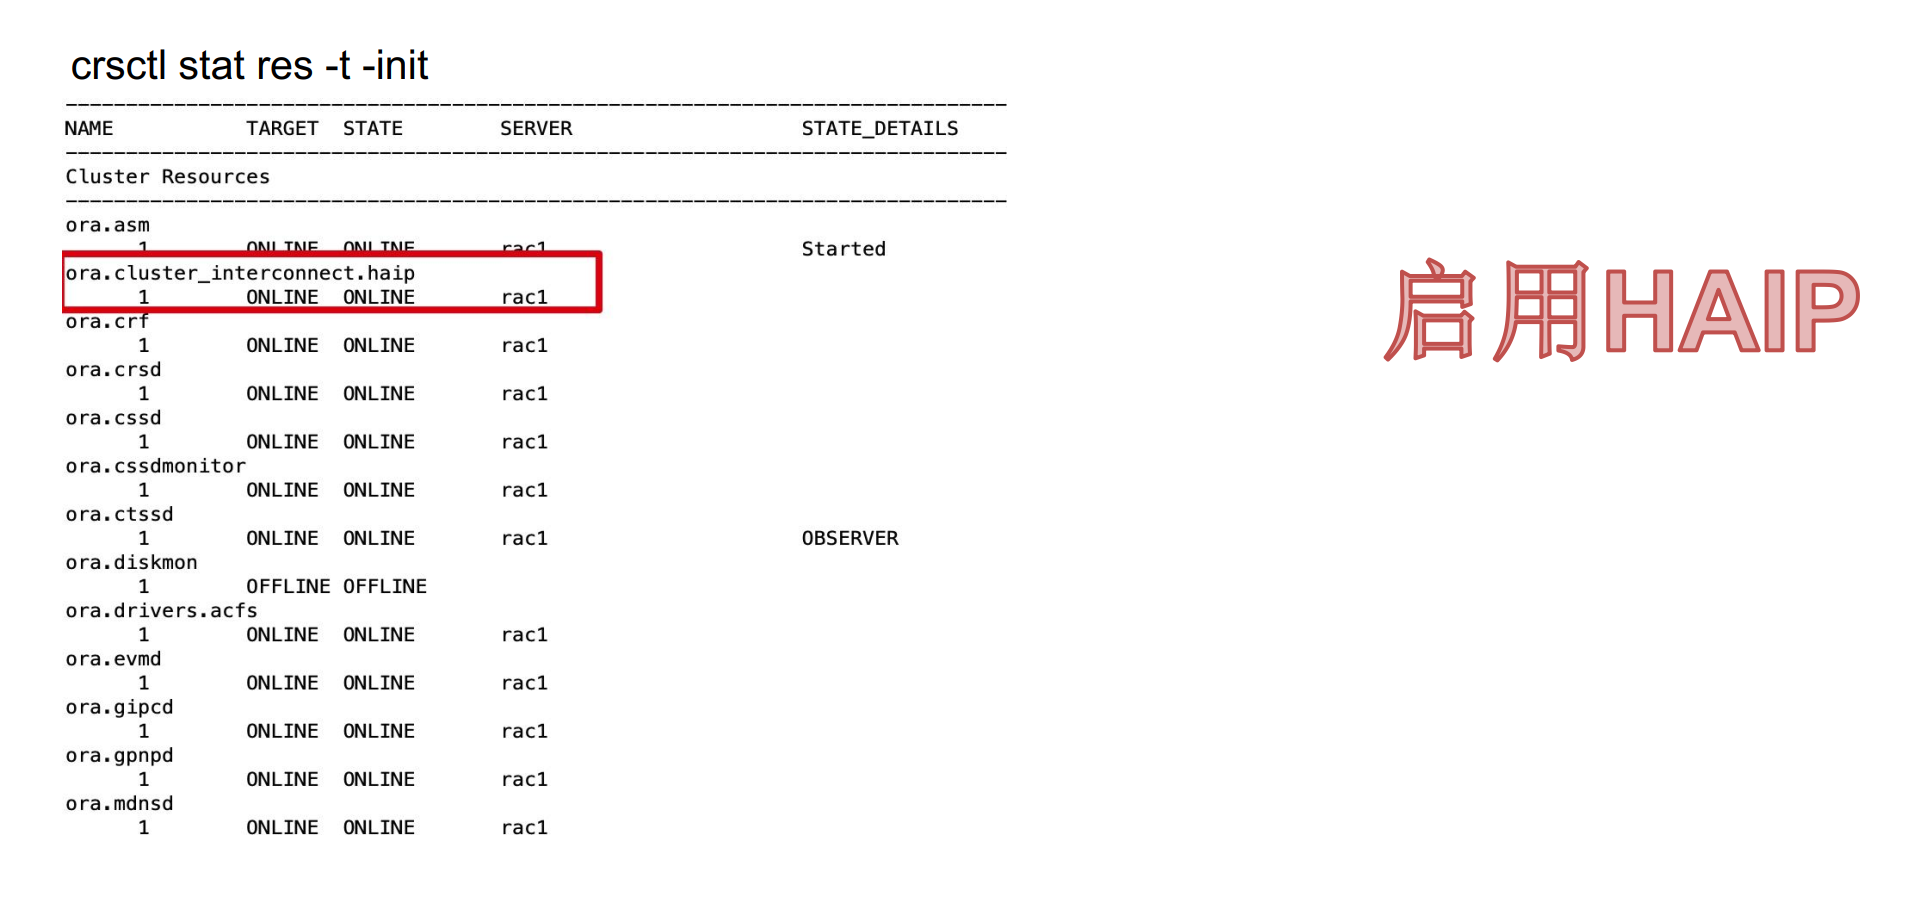 crsctl stat res -t -init
--------------------------------------------------------------------------------
NAME           TARGET  STATE        SERVER                   STATE_DETAILS
--------------------------------------------------------------------------------
Cluster Resources
--------------------------------------------------------------------------------
ora.asm
      1        ONLINE  ONLINE       rac1                     Started
ora.cluster_interconnect.haip
      1        ONLINE  ONLINE       rac1
启用HAIP
ora.crf
      1        ONLINE  ONLINE       rac1
ora.crsd
      1        ONLINE  ONLINE       rac1
ora.cssd
      1        ONLINE  ONLINE       rac1
ora.cssdmonitor
      1        ONLINE  ONLINE       rac1
ora.ctssd
      1        ONLINE  ONLINE       rac1                     OBSERVER
ora.diskmon
      1        OFFLINE OFFLINE
ora.drivers.acfs
      1        ONLINE  ONLINE       rac1
ora.evmd
      1        ONLINE  ONLINE       rac1
ora.gipcd
      1        ONLINE  ONLINE       rac1
ora.gpnpd
      1        ONLINE  ONLINE       rac1
ora.mdnsd
      1        ONLINE  ONLINE       rac1